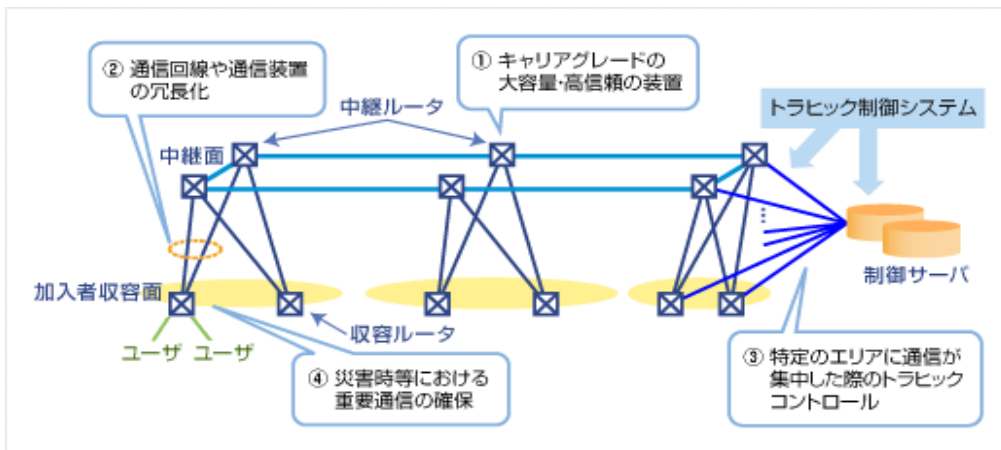 ② 通信回線や通信装置
の冗長化
① キャリアグレードの
大容量・高信頼の装置
トラヒック制御システム
中継ルータ
中継面
制御サーバ
加入者収容面
収容ルータ
ユーザ ユーザ
④ 災害時等における
重要通信の確保
③ 特定のエリアに通信が
集中した際のトラヒック
コントロール